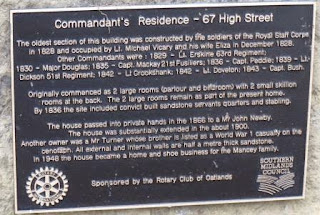 Commandant's Residence - 67 High Street
The oldest section of this building was constructed by the soldiers of the Royal Staff Corps
in 1828 and occupied by Lt. Michael Vicary and his wife Eliza in December 1828.
Other Commandants were : 1829 - Lt. Erskine 63rd Regiment;
1830 - Major Douglas; 1835 - Capt. Mackay 21st Fusiliers; 1836 - Capt. Peddie; 1839 - Lt.
Dickson 51st Regiment; 1842 - Lt Crookshank; 1842 - Lt. Doveton; 1843 - Capt. Bush.
Originally commenced as 2 large rooms (parlour and bedroom) with 2 small skillion
rooms at the back. The 2 large rooms remain as part of the present home.
By 1836 the site included convict built sandstone servants quarters and stabling.
The house passed into private hands in the 1866 to a Mr John Newby.
The house was substantially extended in the about 1900.
Another owner was a Mr Turner whose brother is listed as a World War 1 casualty on the
cenotaph. All external and internal walls are half a metre thick sandstone.
In 1948 the house became a home and shoe business for the Mancey family.
Sponsored by the Rotary Club of Oatlands
SOUTHERN
MIDLANDS
COUNCIL